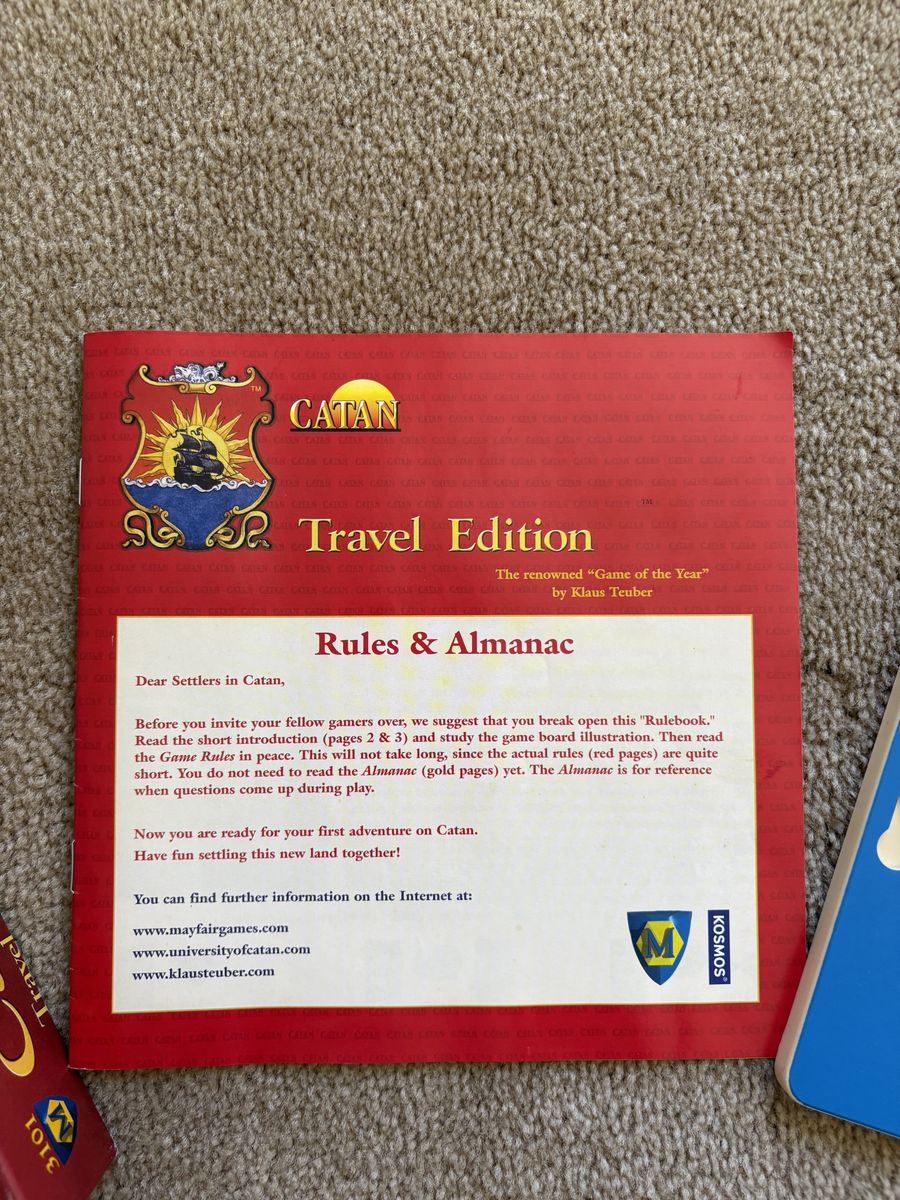 CATAN
TM
Travel Edition
TM
The renowned “Game of the Year”
by Klaus Teuber
Rules & Almanac
Dear Settlers in Catan,
Before you invite your fellow gamers over, we suggest that you break open this "Rulebook."
Read the short introduction (pages 2 & 3) and study the game board illustration. Then read
the Game Rules in peace. This will not take long, since the actual rules (red pages) are quite
short. You do not need to read the Almanac (gold pages) yet. The Almanac is for reference
when questions come up during play.
Now you are ready for your first adventure on Catan.
Have fun settling this new land together!
You can find further information on the Internet at:
www.mayfairgames.com
www.universityofcatan.com
www.klausteuber.com
M
KOSMOS®
Travel
C
M
3101